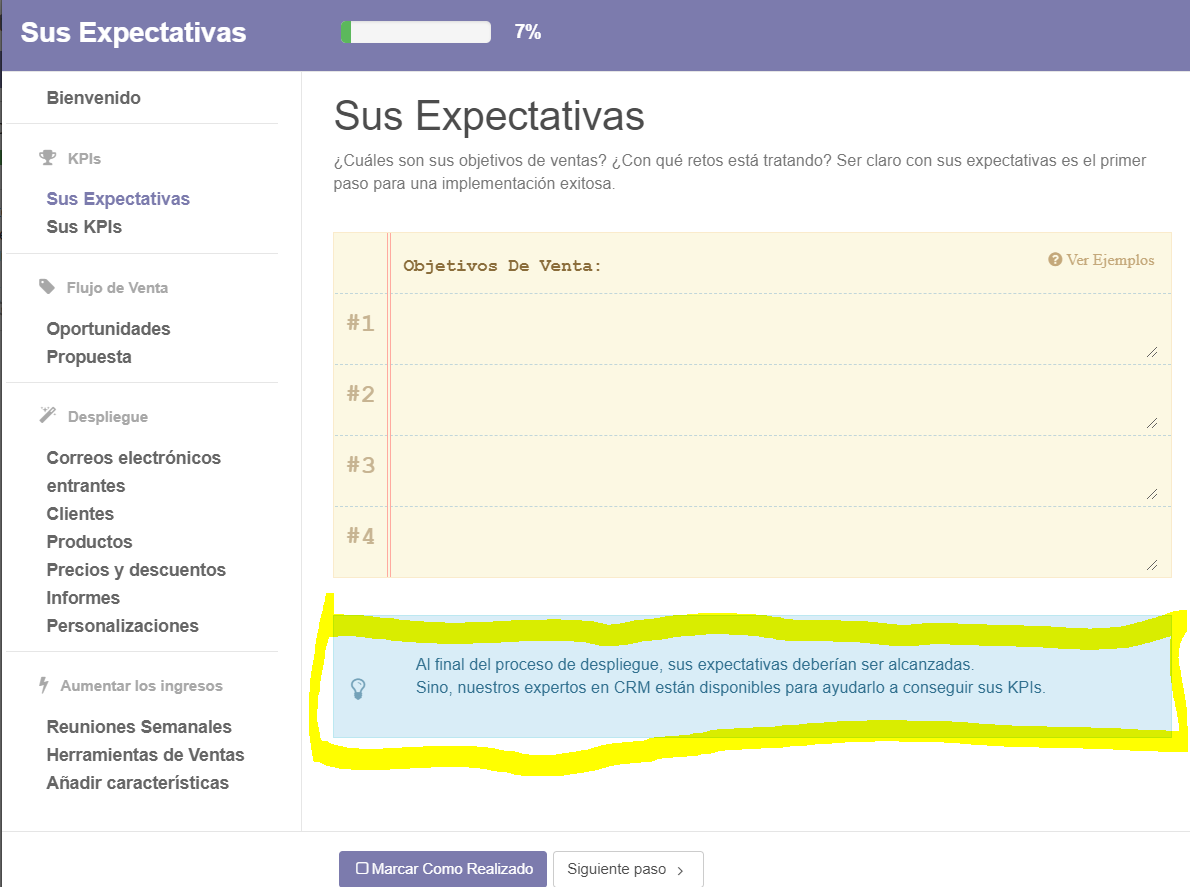 Sus Expectativas
7%
Bienvenido
KPIs
Sus Expectativas
Sus KPIs
Flujo de Venta
Oportunidades
Propuesta
Despliegue
Correos electrónicos
entrantes
Clientes
Productos
Precios y descuentos
Informes
Personalizaciones
Aumentar los ingresos
Reuniones Semanales
Herramientas de Ventas
Añadir características
Sus Expectativas
¿Cuáles son sus objetivos de ventas? ¿Con qué retos está tratando? Ser claro con sus expectativas es el primer
paso para una implementación exitosa.
Objetivos De Venta:
Ver Ejemplos
#1
#2
#3
#4
Al final del proceso de despliegue, sus expectativas deberían ser alcanzadas.
Sino, nuestros expertos en CRM están disponibles para ayudarlo a conseguir sus KPIs.
Marcar Como Realizado
Siguiente paso